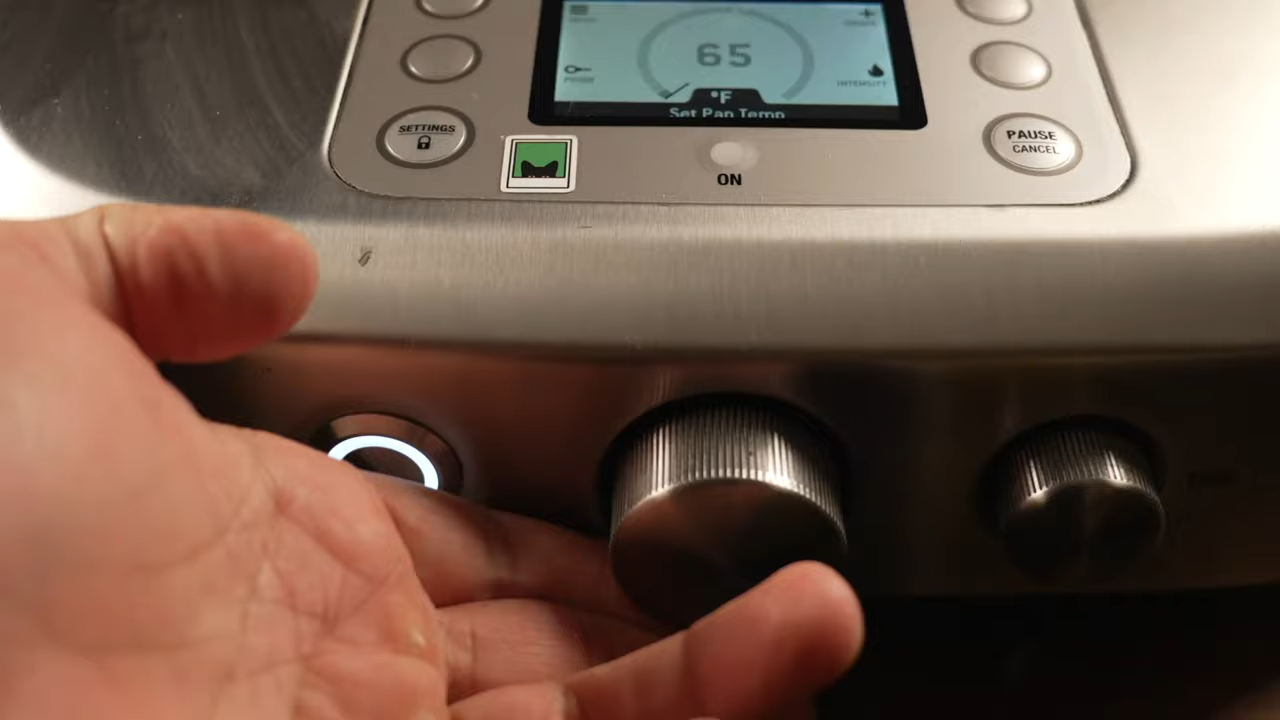 65
°F
PROBE
INTENSITY
Set Pan Temp
SETTINGS
PAUSE
CANCEL
ON